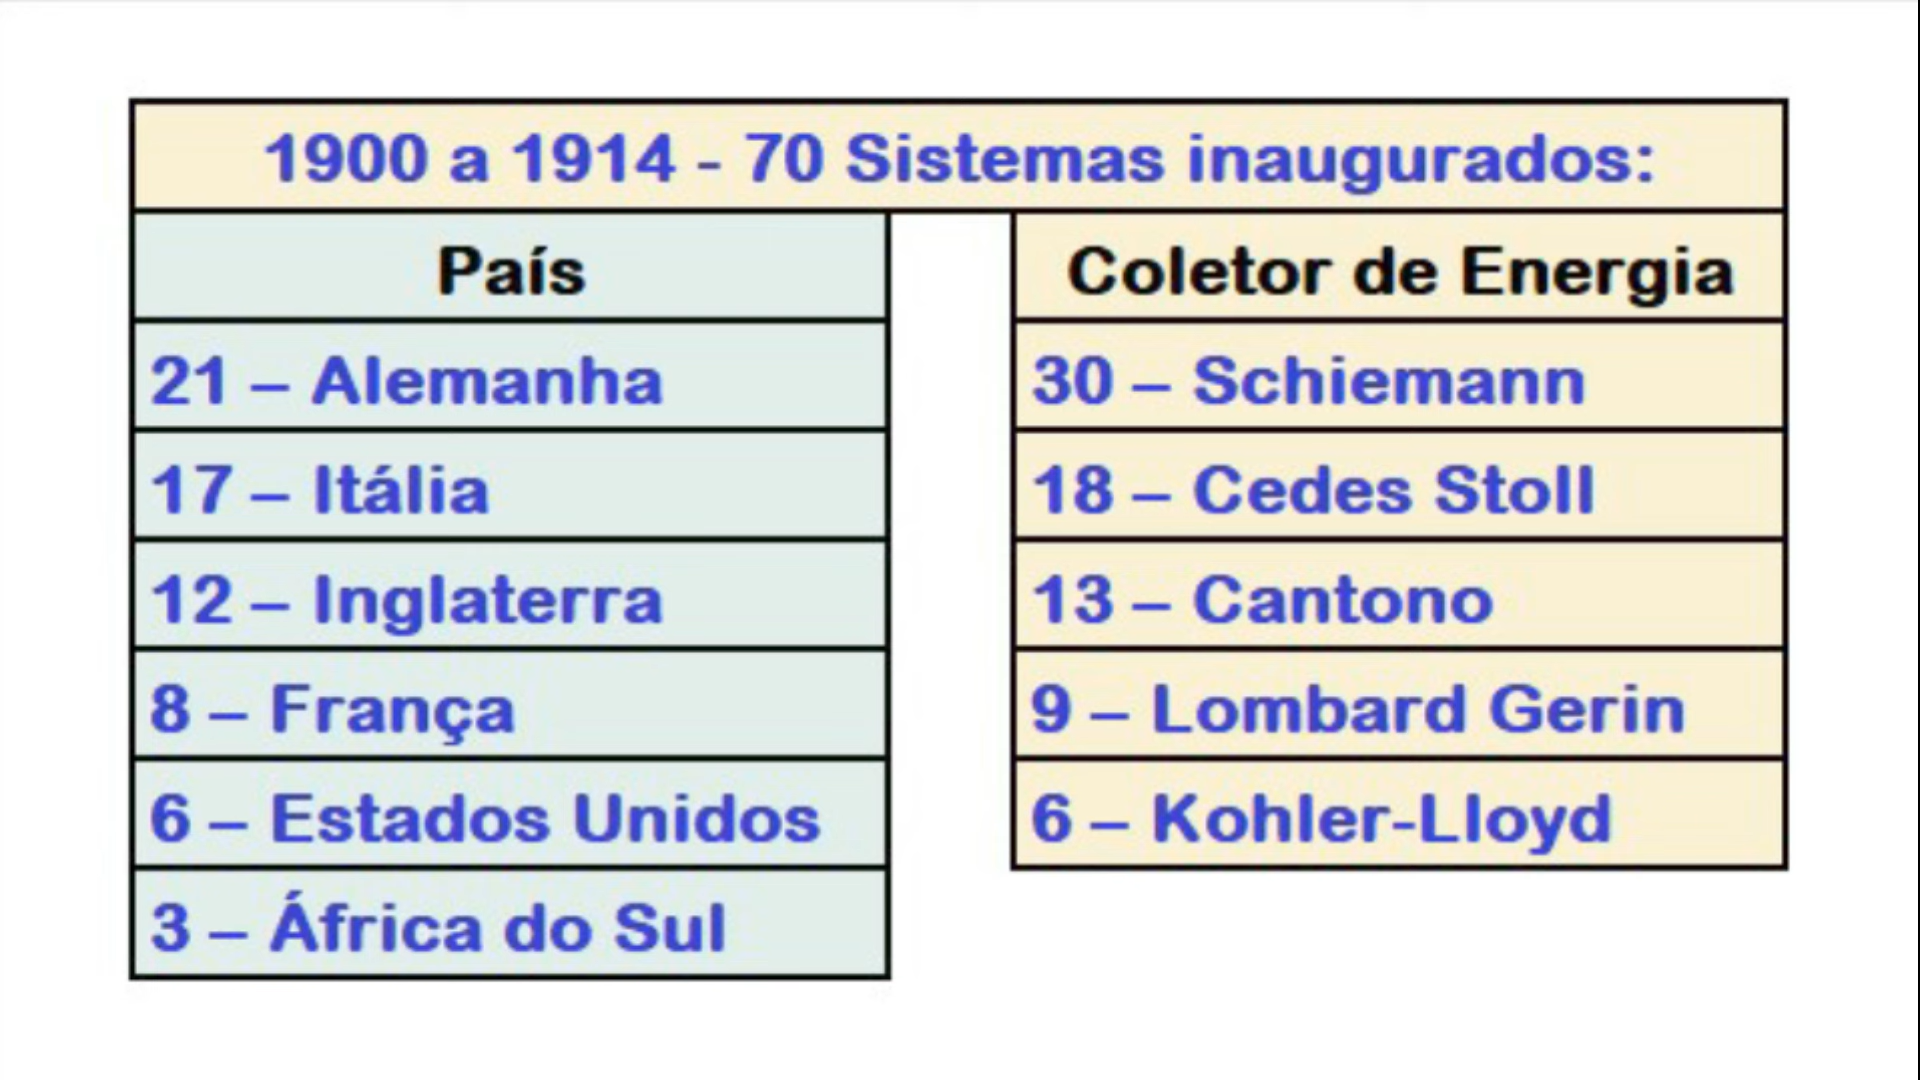 1900 a 1914 - 70 Sistemas inaugurados:
País
21 – Alemanha
17 – Itália
12 – Inglaterra
8 – França
6 – Estados Unidos
3 – África do Sul
Coletor de Energia
30 – Schiemann
18 – Cedes Stoll
13 – Cantono
9 – Lombard Gerin
6 – Kohler-Lloyd